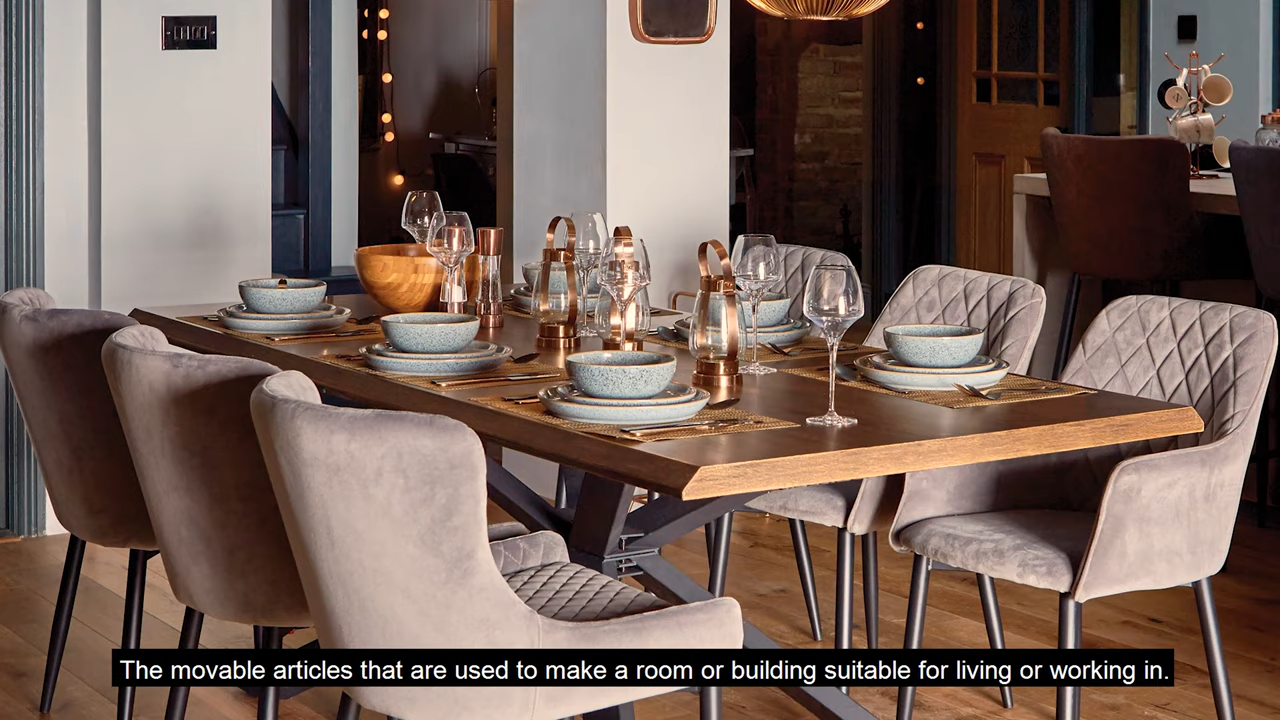 The movable articles that are used to make a room or building suitable for living or working in.